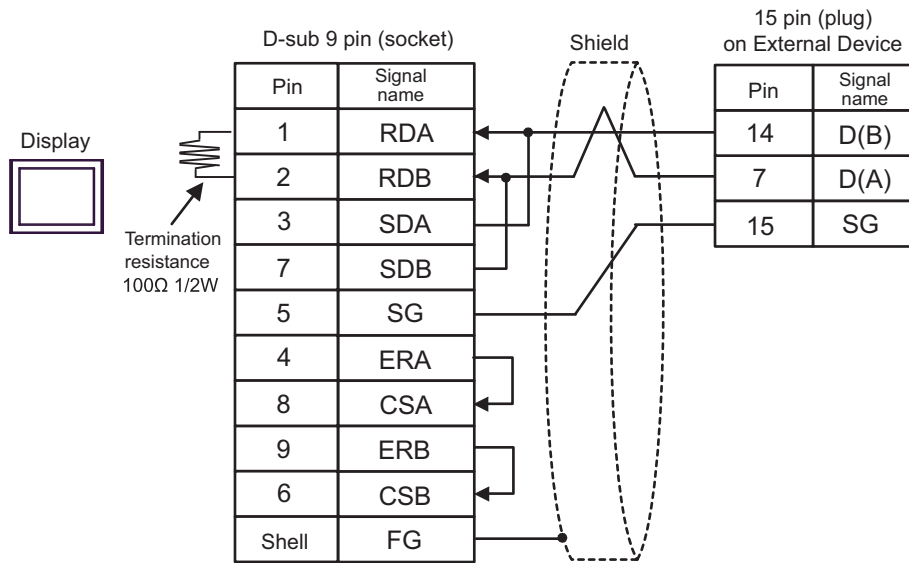 15 pin (plug)
on External Device
D-sub 9 pin (socket)
Shield
Pin Signal name
Pin Signal name
Display
1 RDA
14 D(B)
2 RDB
7 D(A)
3 SDA
15 SG
Termination
resistance
100Ω 1/2W
7 SDB
5 SG
4 ERA
8 CSA
9 ERB
6 CSB
Shell FG